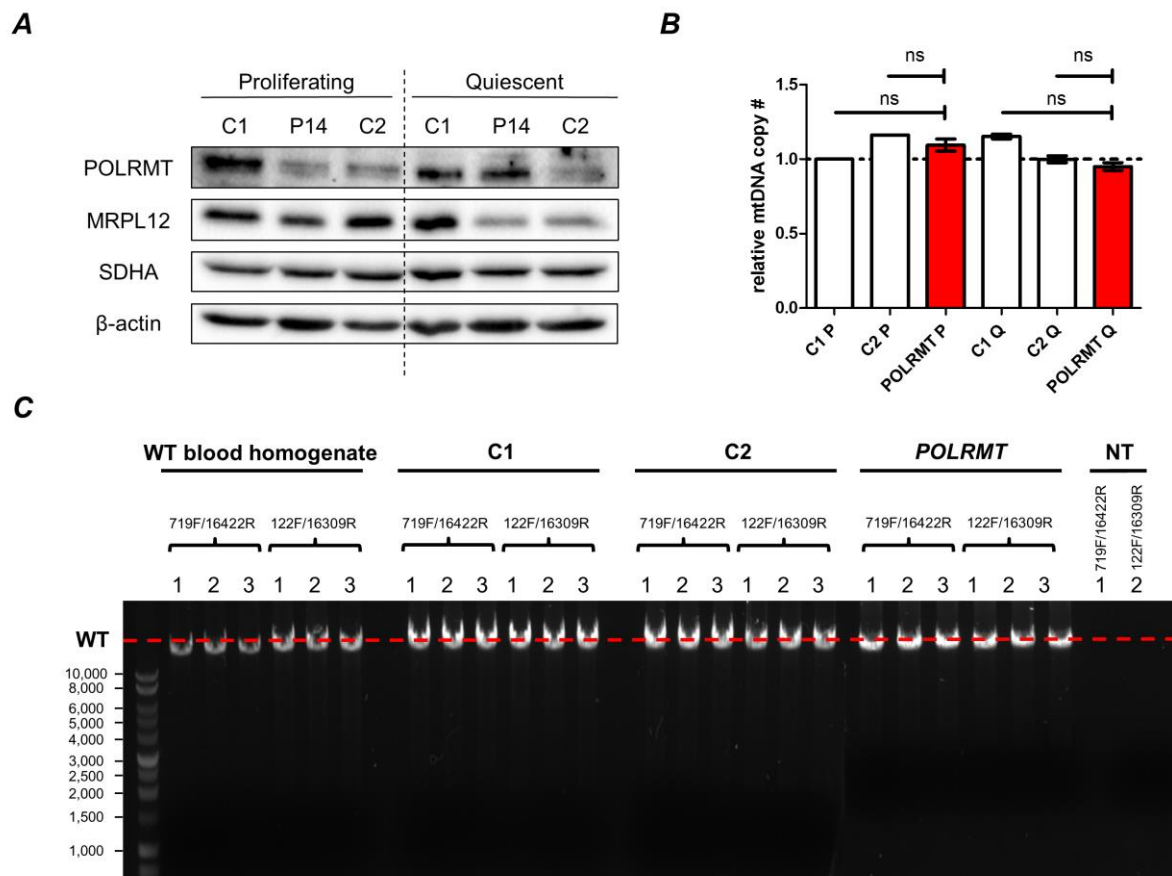 A
Proliferating Quiescent
C1 P14 C2 C1 P14 C2
POLRMT
MRPL12
SDHA
β-actin
B
ns ns
ns ns
1.5
1.0
0.5
0.0
relative mtDNA copy #
C1 P
C2 P
POLRMT P
C1 Q
C2 Q
POLRMT Q
C
WT blood homogenate C1 C2 POLRMT NT
719F/16422R 122F/16309R 719F/16422R 122F/16309R 719F/16422R 122F/16309R 719F/16422R 122F/16309R 719F/16422R 122F/16309R
1 2 3 1 2 3 1 2 3 1 2 3 1 2 3 1 2 3 1 2 3 1 2 3 1 2
WT
10,000
8,000
6,000
5,000
4,000
3,000
2,500
2,000
1,500
1,000